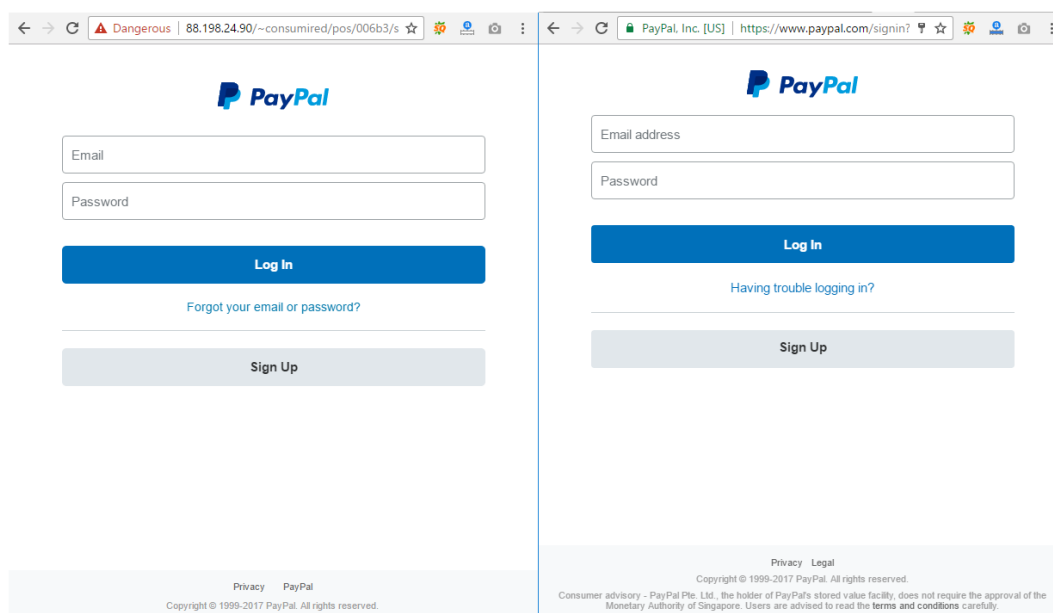 Dangerous | 88.198.24.90/~consumired/pos/006b3/s
PayPal
Email
Password
Log In
Forgot your email or password?
Sign Up
Privacy PayPal
Copyright © 1999-2017 PayPal. All rights reserved.
PayPal, Inc. [US] | https://www.paypal.com/signin?
PayPal
Email address
Password
Log In
Having trouble logging in?
Sign Up
Privacy Legal
Copyright © 1999-2017 PayPal. All rights reserved.
Consumer advisory - PayPal Pte. Ltd., the holder of PayPal's stored value facility, does not require the approval of the
Monetary Authority of Singapore. Users are advised to read the terms and conditions carefully.